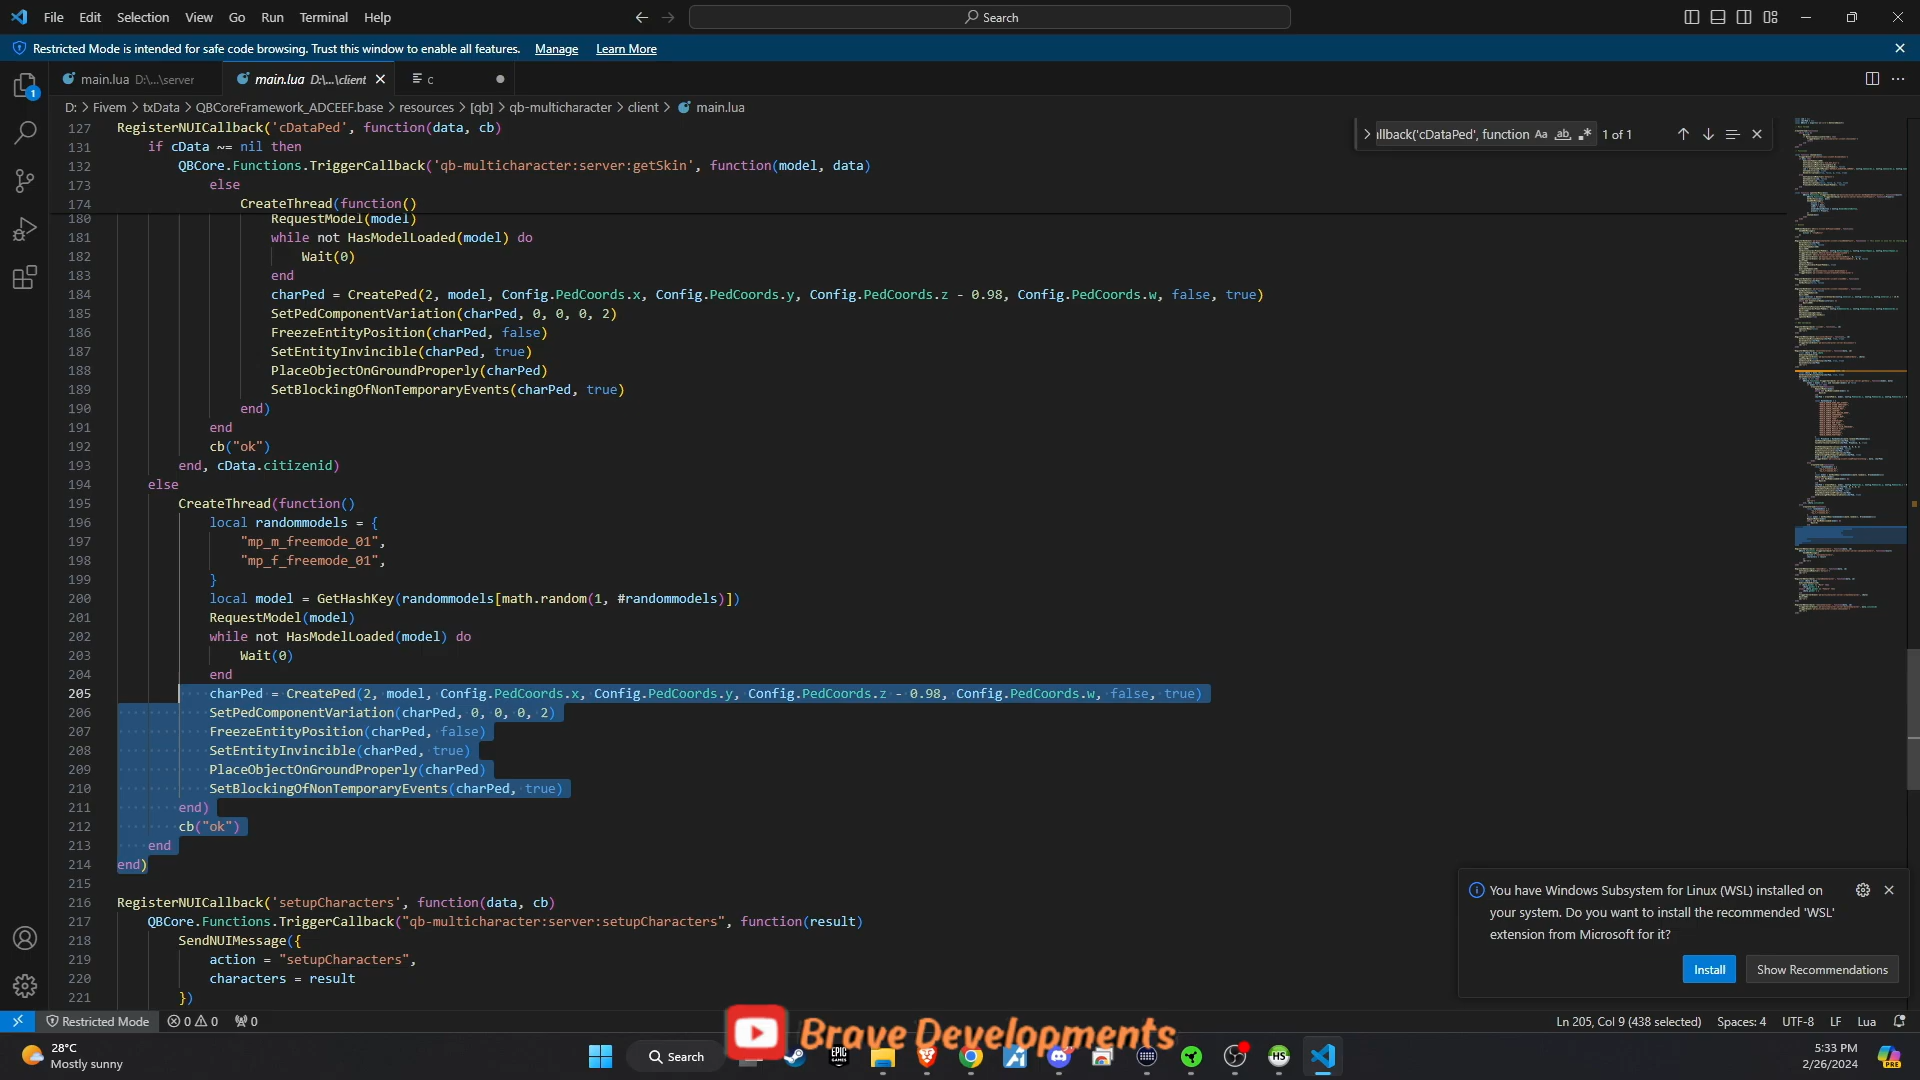 File Edit Selection View Go Run Terminal Help
Search
Restricted Mode is intended for safe code browsing. Trust this window to enable all features. Manage Learn More
main.lua D:\...\server
main.lua D:\...\client
c
D: > Fivem > txData > QBCoreFramework_ADCEEF.base > resources > [qb] > qb-multicharacter > client > main.lua
allback('cDataPed', function Aa ab .* 1 of 1
127 RegisterNUICallback('cDataPed', function(data, cb)
131 if cData ~= nil then
132 QBCore.Functions.TriggerCallback('qb-multicharacter:server:getSkin', function(model, data)
173 else
174 CreateThread(function()
180 RequestModel(model)
181 while not HasModelLoaded(model) do
182 Wait(0)
183 end
184 charPed = CreatePed(2, model, Config.PedCoords.x, Config.PedCoords.y, Config.PedCoords.z - 0.98, Config.PedCoords.w, false, true)
185 SetPedComponentVariation(charPed, 0, 0, 0, 2)
186 FreezeEntityPosition(charPed, false)
187 SetEntityInvincible(charPed, true)
188 PlaceObjectOnGroundProperly(charPed)
189 SetBlockingOfNonTemporaryEvents(charPed, true)
190 end)
191 end
192 cb("ok")
193 end, cData.citizenid)
194 else
195 CreateThread(function()
196 local randommodels = {
197 "mp_m_freemode_01",
198 "mp_f_freemode_01",
199 }
200 local model = GetHashKey(randommodels[math.random(1, #randommodels)])
201 RequestModel(model)
202 while not HasModelLoaded(model) do
203 Wait(0)
204 end
205 charPed = CreatePed(2, model, Config.PedCoords.x, Config.PedCoords.y, Config.PedCoords.z - 0.98, Config.PedCoords.w, false, true)
206 SetPedComponentVariation(charPed, 0, 0, 0, 2)
207 FreezeEntityPosition(charPed, false)
208 SetEntityInvincible(charPed, true)
209 PlaceObjectOnGroundProperly(charPed)
210 SetBlockingOfNonTemporaryEvents(charPed, true)
211 end)
212 cb("ok")
213 end
214 end)
215
216 RegisterNUICallback('setupCharacters', function(data, cb)
217 QBCore.Functions.TriggerCallback("qb-multicharacter:server:setupCharacters", function(result)
218 SendNUIMessage({
219 action = "setupCharacters",
220 characters = result
221 })
You have Windows Subsystem for Linux (WSL) installed on
your system. Do you want to install the recommended 'WSL'
extension from Microsoft for it?
Install Show Recommendations
Restricted Mode 0 0 0
Ln 205, Col 9 (438 selected) Spaces: 4 UTF-8 LF Lua
Brave Developments
28°C
Mostly sunny
Search
EPIC GAMES
HS
5:33 PM
2/26/2024
PRE